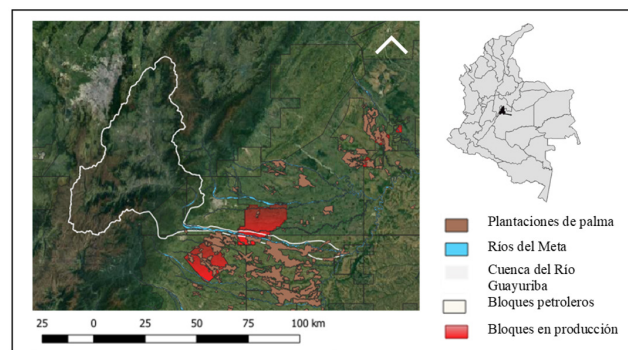 Plantaciones de palma
Ríos del Meta
Cuenca del Río
Guayuriba
Bloques petroleros
Bloques en producción
25 0 25 50 75 100 km